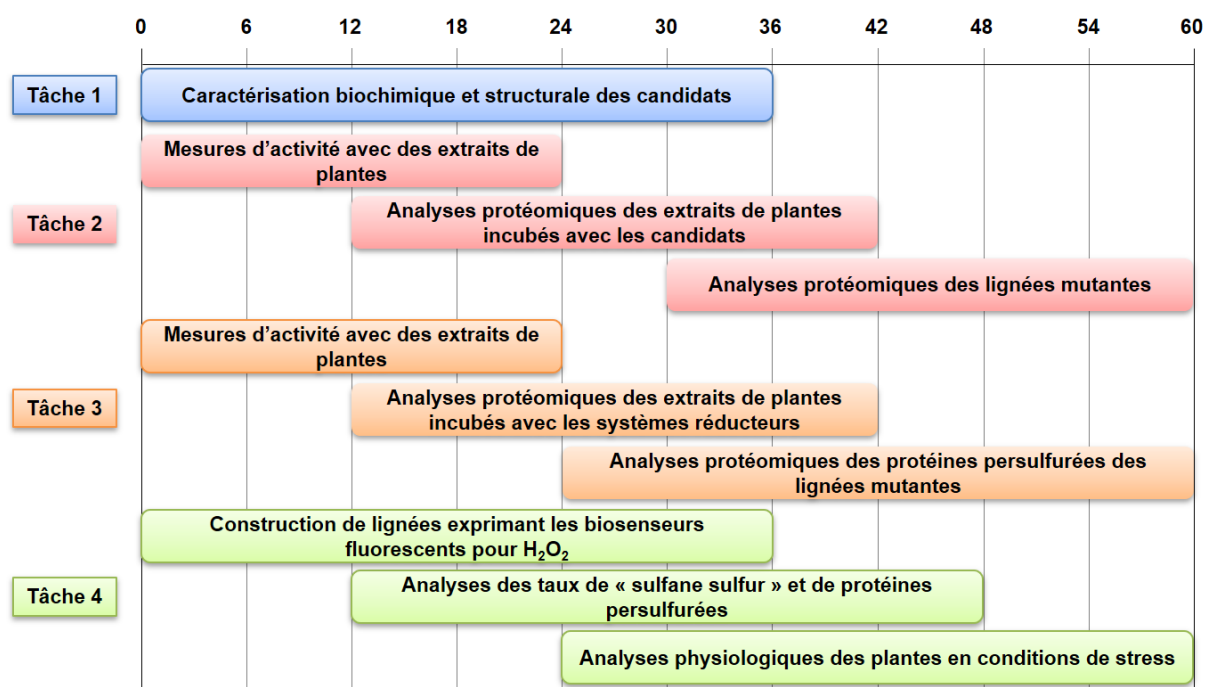 0 6 12 18 24 30 36 42 48 54 60
Tâche 1
Caractérisation biochimique et structurale des candidats
Mesures d’activité avec des extraits de
plantes
Tâche 2
Analyses protéomiques des extraits de plantes
incubés avec les candidats
Analyses protéomiques des lignées mutantes
Mesures d’activité avec des extraits de
plantes
Tâche 3
Analyses protéomiques des extraits de plantes
incubés avec les systèmes réducteurs
Analyses protéomiques des protéines persulfurées des
lignées mutantes
Construction de lignées exprimant les biosenseurs
fluorescents pour H₂O₂
Tâche 4
Analyses des taux de « sulfane sulfur » et de protéines
persulfurées
Analyses physiologiques des plantes en conditions de stress